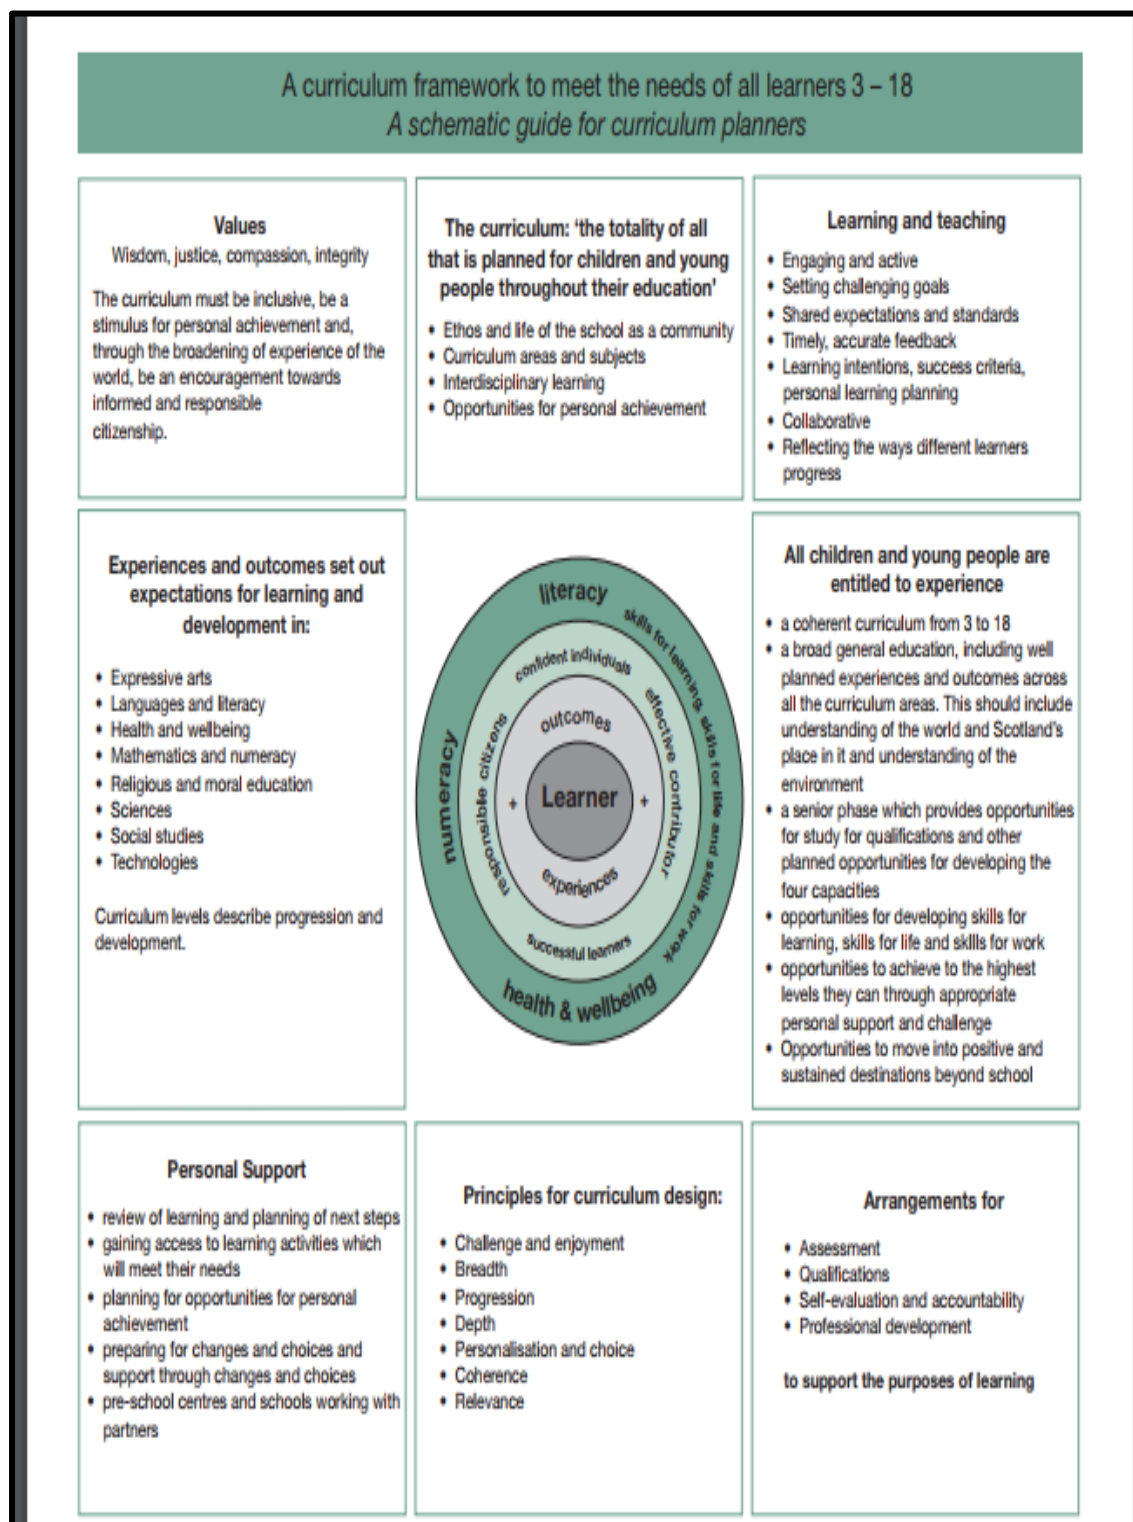 A curriculum framework to meet the needs of all learners 3 – 18
A schematic guide for curriculum planners
Values
Wisdom, justice, compassion, integrity
The curriculum must be inclusive, be a
stimulus for personal achievement and,
through the broadening of experience of the
world, be an encouragement towards
informed and responsible
citizenship.
The curriculum: ‘the totality of all
that is planned for children and young
people throughout their education’
• Ethos and life of the school as a community
• Curriculum areas and subjects
• Interdisciplinary learning
• Opportunities for personal achievement
Learning and teaching
• Engaging and active
• Setting challenging goals
• Shared expectations and standards
• Timely, accurate feedback
• Learning intentions, success criteria,
personal learning planning
• Collaborative
• Reflecting the ways different learners
progress
Experiences and outcomes set out
expectations for learning and
development in:
• Expressive arts
• Languages and literacy
• Health and wellbeing
• Mathematics and numeracy
• Religious and moral education
• Sciences
• Social studies
• Technologies
Curriculum levels describe progression and
development.
literacy
skills for learning, skills for life and skills for work
health & wellbeing
numeracy
confident individuals
effective contributor
successful learners
responsible citizens
outcomes
+ Learner +
experiences
All children and young people are
entitled to experience
• a coherent curriculum from 3 to 18
• a broad general education, including well
planned experiences and outcomes across
all the curriculum areas. This should include
understanding of the world and Scotland’s
place in it and understanding of the
environment
• a senior phase which provides opportunities
for study for qualifications and other
planned opportunities for developing the
four capacities
• opportunities for developing skills for
learning, skills for life and skills for work
• opportunities to achieve to the highest
levels they can through appropriate
personal support and challenge
• Opportunities to move into positive and
sustained destinations beyond school
Personal Support
• review of learning and planning of next steps
• gaining access to learning activities which
will meet their needs
• planning for opportunities for personal
achievement
• preparing for changes and choices and
support through changes and choices
• pre-school centres and schools working with
partners
Principles for curriculum design:
• Challenge and enjoyment
• Breadth
• Progression
• Depth
• Personalisation and choice
• Coherence
• Relevance
Arrangements for
• Assessment
• Qualifications
• Self-evaluation and accountability
• Professional development
to support the purposes of learning